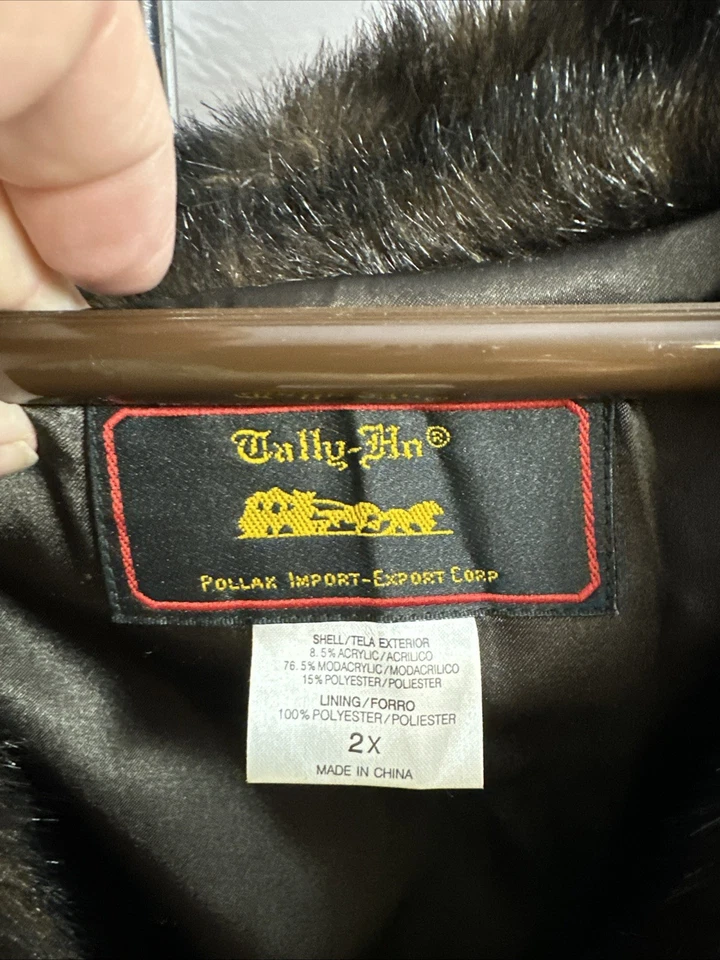 Tally-Ho®
POLLAK IMPORT-EXPORT CORP
SHELL/TELA EXTERIOR
8.5% ACRYLIC/ACRILICO
76.5% MODACRYLIC/MODACRILICO
15% POLYESTER/POLIESTER
LINING/FORRO
100% POLYESTER/POLIESTER
2X
MADE IN CHINA